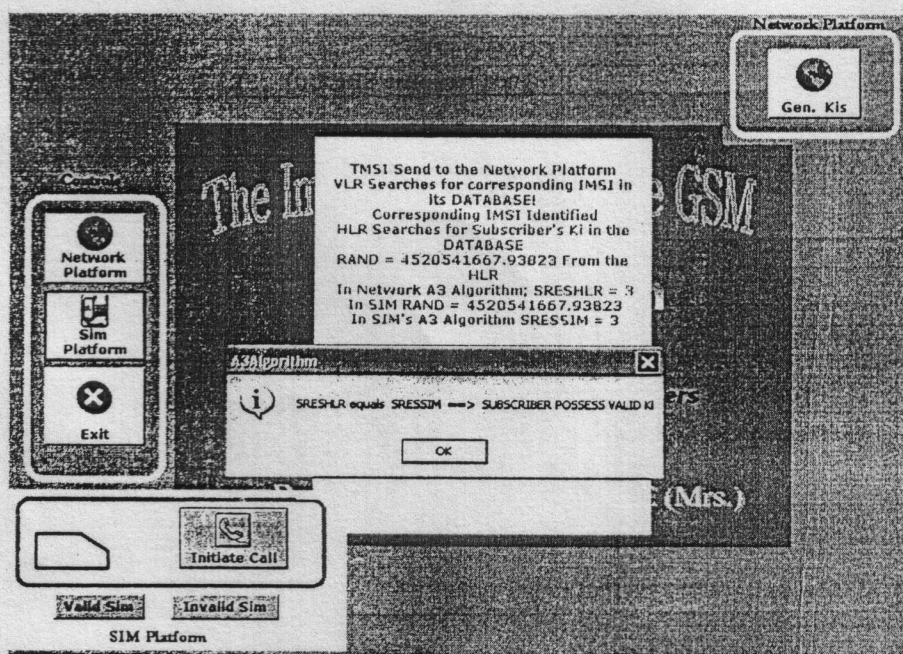 Network Platform
Gen. Kis
Controls
Network
Platform
Sim
Platform
Exit
The
GSM
TMSI Send to the Network Platform
VLR Searches for corresponding IMSI in
its DATABASE!
Corresponding IMSI Identified
HLR Searches for Subscriber's Ki in the
DATABASE
RAND = 4520541667.93823 From the
HLR
In Network A3 Algorithm; SRESHLR = 3
In SIM RAND = 4520541667.93823
In SIM's A3 Algorithm SRESSIM = 3
A3Algorithm
SRESHLR equals SRESSIM ==> SUBSCRIBER POSSESS VALID KI
OK
(Mrs.)
Initiate Call
Valid Sim
Invalid Sim
SIM Platform